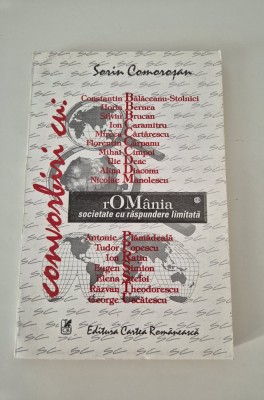 Sorin Comoroșan
convorbiri cu:
Constantin Bălăceanu-Stolnici
Horia Bernea
Silviu Brucan
Ion Caramitru
Mircea Cărtărescu
Florentin Cârpanu
Mihai Cimpoi
Ilie Deac
Alina Diaconu
Nicolae Manolescu
rOMânia
societate cu răspundere limitată
Antonie Plămădeală
Tudor Popescu
Ion Rațiu
Eugen Simion
Elena Ștefoi
Răzvan Theodorescu
George Uscătescu
Editura Cartea Românească